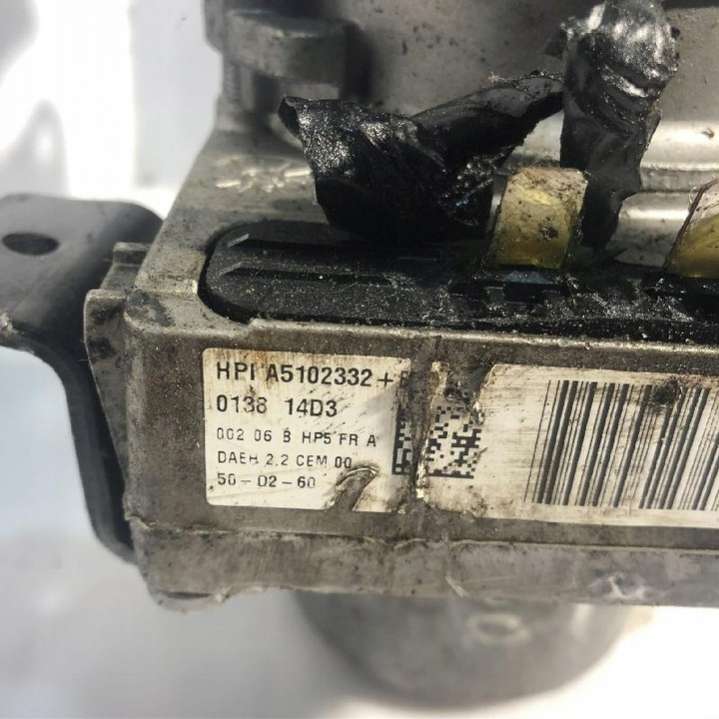 HPI A5102332+
0138 14D3
002 06 B HP5 FR A
DAEH 2.2 CEM 00
50-02-60